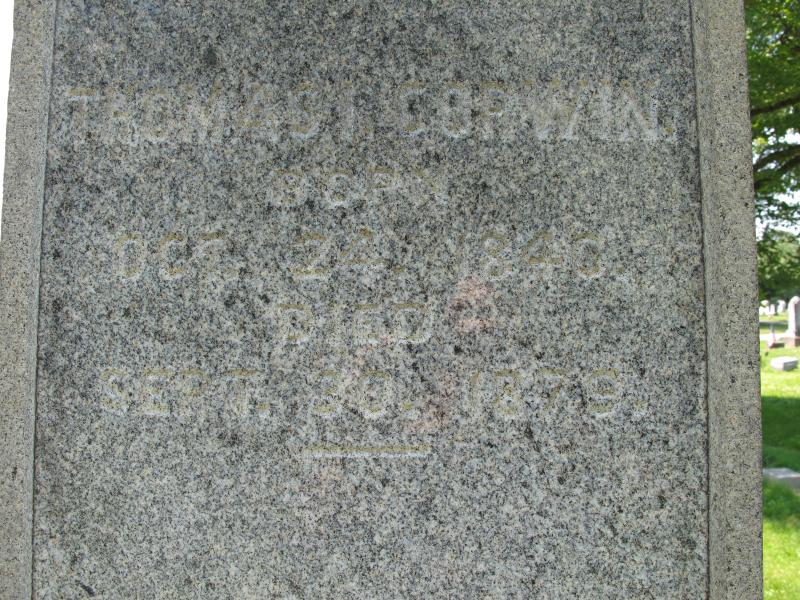 THOMAS T. CORWIN.
BORN
OCT. 24. 1840.
DIED
SEPT. 30. 1879.